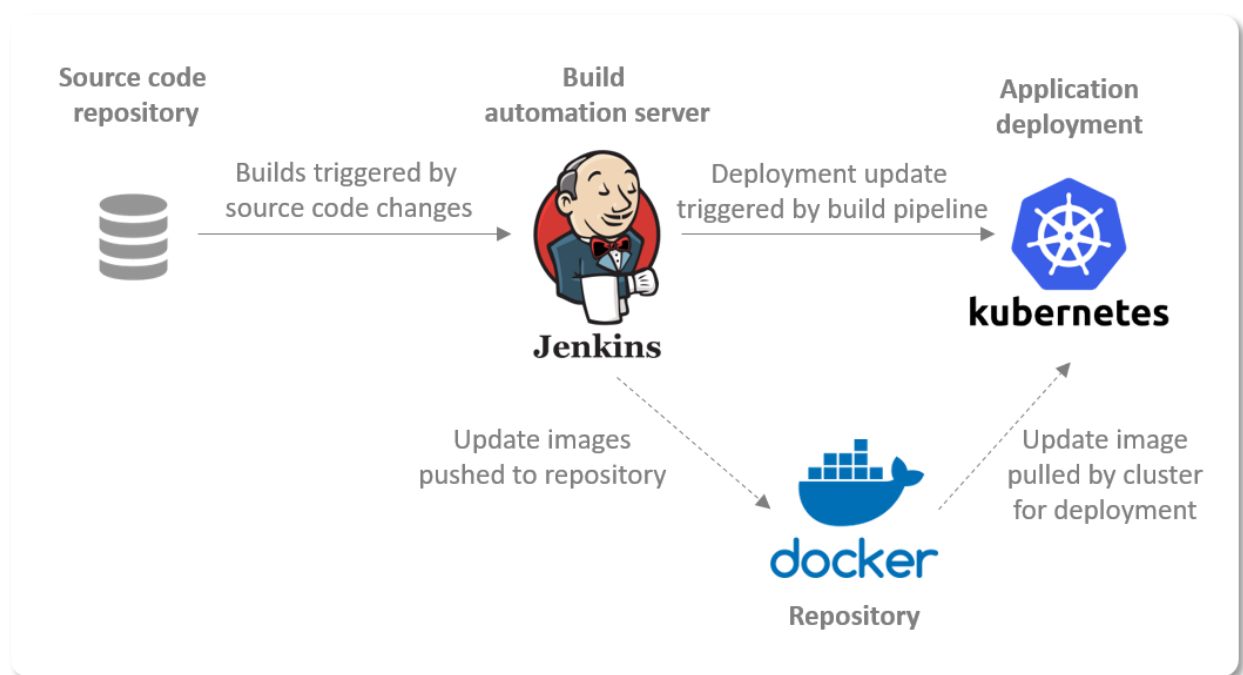 Source code
repository
Build
automation server
Application
deployment
Builds triggered by
source code changes
Deployment update
triggered by build pipeline
kubernetes
Jenkins
Update images
pushed to repository
Update image
pulled by cluster
for deployment
docker
Repository